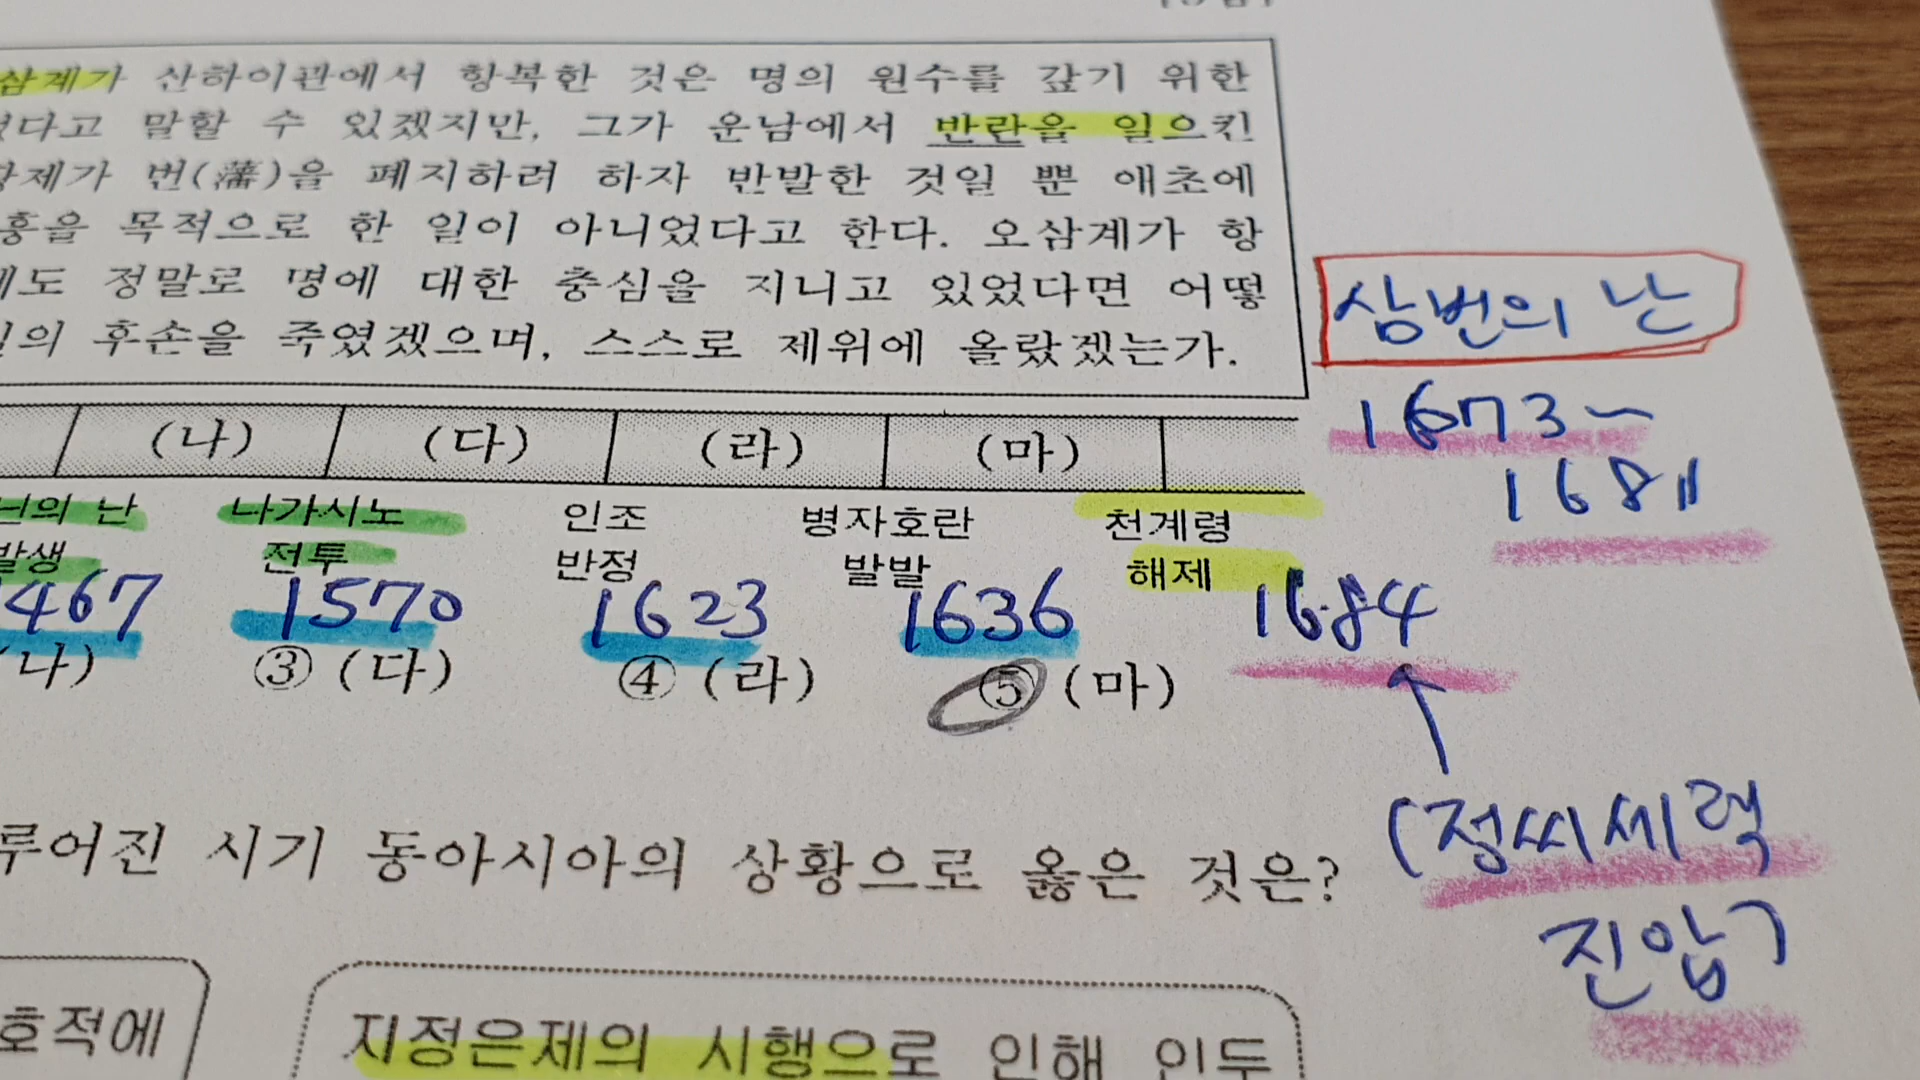 삼계가 산하이관에서 항복한 것은 명의 원수를 갚기 위한
다고 말할 수 있겠지만, 그가 운남에서 반란을 일으킨
제가 번(藩)을 폐지하려 하자 반발한 것일 뿐 애초에
흥을 목적으로 한 일이 아니었다고 한다. 오삼계가 항
에도 정말로 명에 대한 충심을 지니고 있었다면 어떻
의 후손을 죽였겠으며, 스스로 제위에 올랐겠는가.
삼번의 난
1673~
1681
(나) (다) (라) (마)
닌의 난 나가시노 인조 병자호란 천계령
발생 전투 반정 발발 해제
1467 1570 1623 1636 1684
(나) ③ (다) ④ (라) ⑤ (마)
(정씨세력
진압)
루어진 시기 동아시아의 상황으로 옳은 것은?
호적에
지정은제의 시행으로 인해 인두